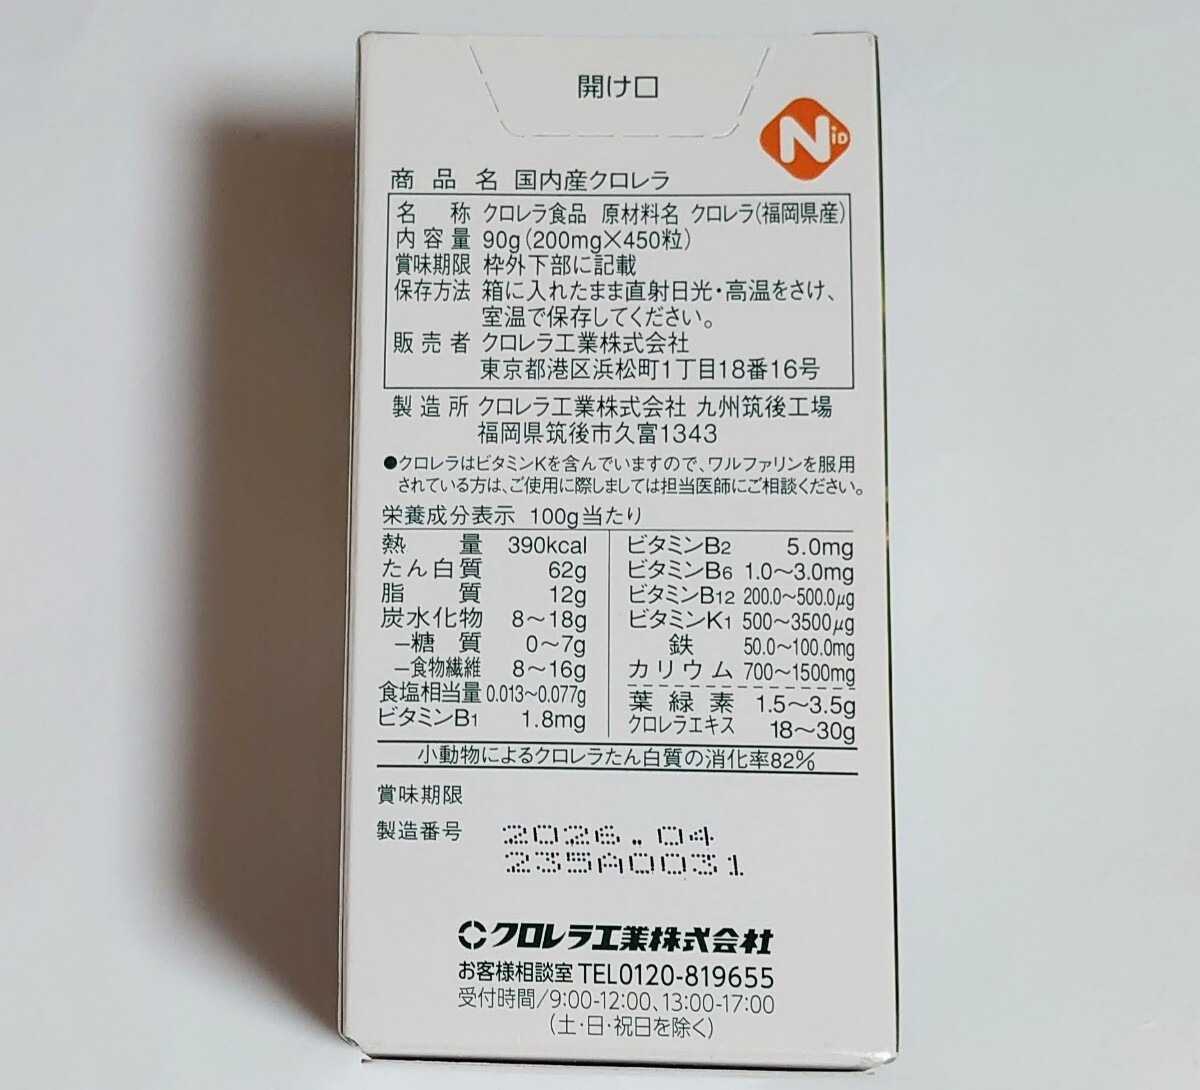 開け口
N iD
商品名 国内産クロレラ
名称 クロレラ食品 原材料名 クロレラ(福岡県産)
内容量 90g(200mg×450粒)
賞味期限 枠外下部に記載
保存方法 箱に入れたまま直射日光・高温をさけ、
室温で保存してください。
販売者 クロレラ工業株式会社
東京都港区浜松町1丁目18番16号
製造所 クロレラ工業株式会社 九州筑後工場
福岡県筑後市久富1343
●クロレラはビタミンKを含んでいますので、ワルファリンを服用
されている方は、ご使用に際しましては担当医師にご相談ください。
栄養成分表示 100g当たり
熱量 390kcal
たん白質 62g
脂質 12g
炭水化物 8〜18g
−糖質 0〜7g
−食物繊維 8〜16g
食塩相当量 0.013〜0.077g
ビタミンB1 1.8mg
ビタミンB2 5.0mg
ビタミンB6 1.0〜3.0mg
ビタミンB12 200.0〜500.0μg
ビタミンK1 500〜3500μg
鉄 50.0〜100.0mg
カリウム 700〜1500mg
葉緑素 1.5〜3.5g
クロレラエキス 18〜30g
小動物によるクロレラたん白質の消化率82%
賞味期限
製造番号
2026.04
235A0031
クロレラ工業株式会社
お客様相談室 TEL0120-819655
受付時間/9:00-12:00、13:00-17:00
(土・日・祝日を除く)